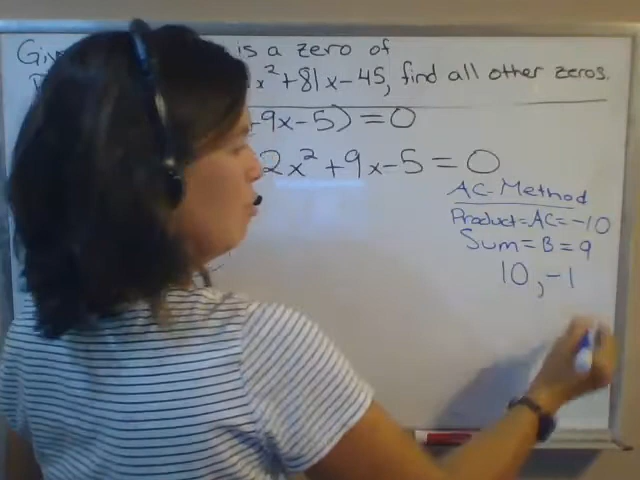 Giv is a zero of
x² + 81x - 45, find all other zeros.
+ 9x - 5) = 0
2x² + 9x - 5 = 0
AC-Method
Product = AC = -10
Sum = B = 9
10, -1